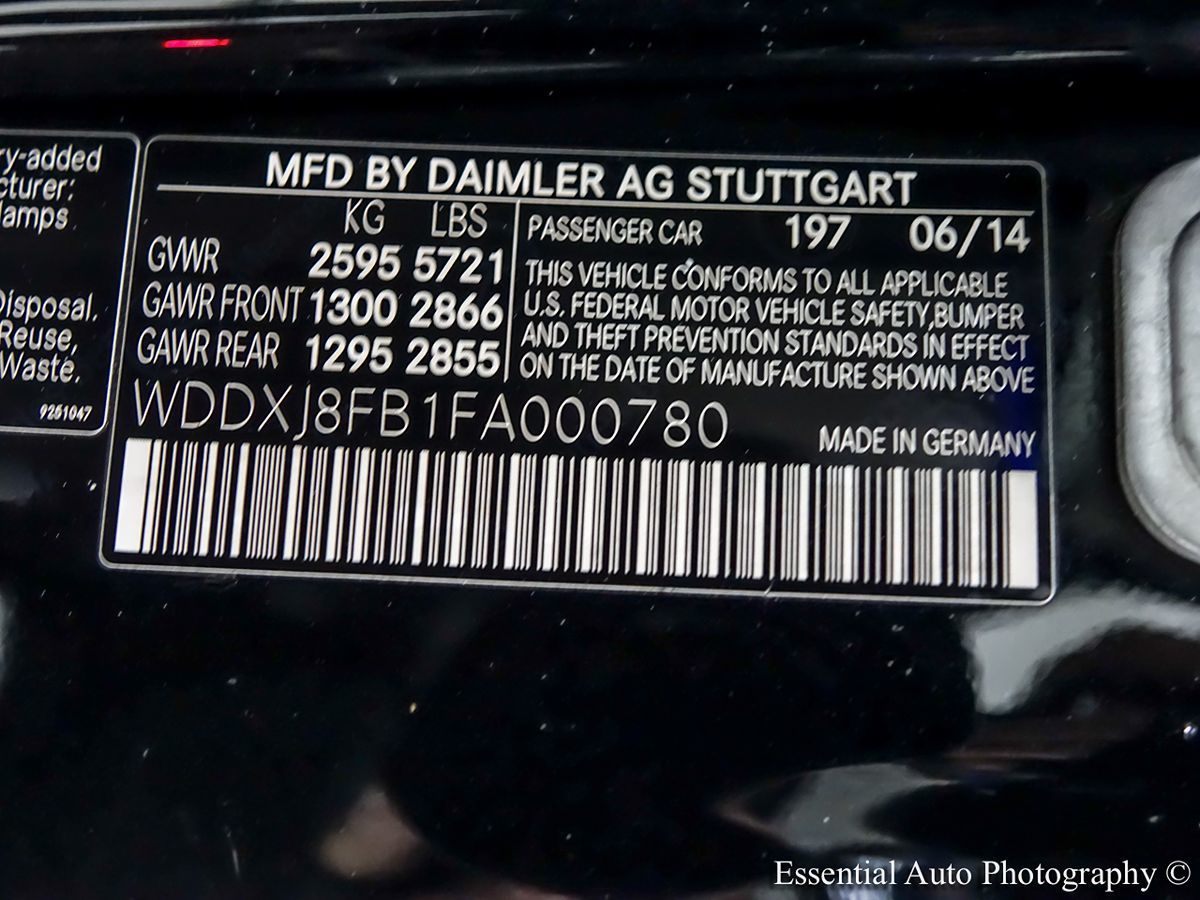 ry-added
cturer:
lamps
Disposal,
Reuse,
Waste.
9251047
MFD BY DAIMLER AG STUTTGART
KG LBS
GVWR 2595 5721
GAWR FRONT 1300 2866
GAWR REAR 1295 2855
PASSENGER CAR 197 06/14
THIS VEHICLE CONFORMS TO ALL APPLICABLE
U.S. FEDERAL MOTOR VEHICLE SAFETY,BUMPER
AND THEFT PREVENTION STANDARDS IN EFFECT
ON THE DATE OF MANUFACTURE SHOWN ABOVE
WDDXJ8FB1FA000780
MADE IN GERMANY
Essential Auto Photography ©